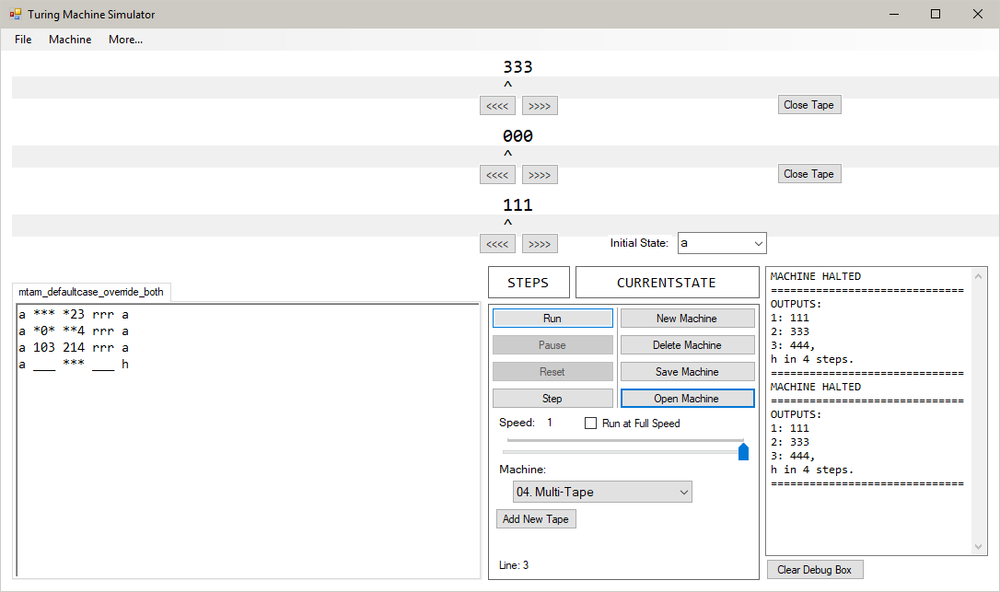 Turing Machine Simulator
File Machine More...
333
^
<<<< >>>> Close Tape
000
^
<<<< >>>> Close Tape
111
^
<<<< >>>> Initial State: a
mtam_defaultcase_override_both
a *** *23 rrr a
a *0* **4 rrr a
a 103 214 rrr a
a ___ *** ___ h
STEPS CURRENTSTATE
Run New Machine
Pause Delete Machine
Reset Save Machine
Step Open Machine
Speed: 1 Run at Full Speed
Machine:
04. Multi-Tape
Add New Tape
Line: 3
MACHINE HALTED
==============================
OUTPUTS:
1: 111
2: 333
3: 444,
h in 4 steps.
==============================
MACHINE HALTED
==============================
OUTPUTS:
1: 111
2: 333
3: 444,
h in 4 steps.
==============================
Clear Debug Box